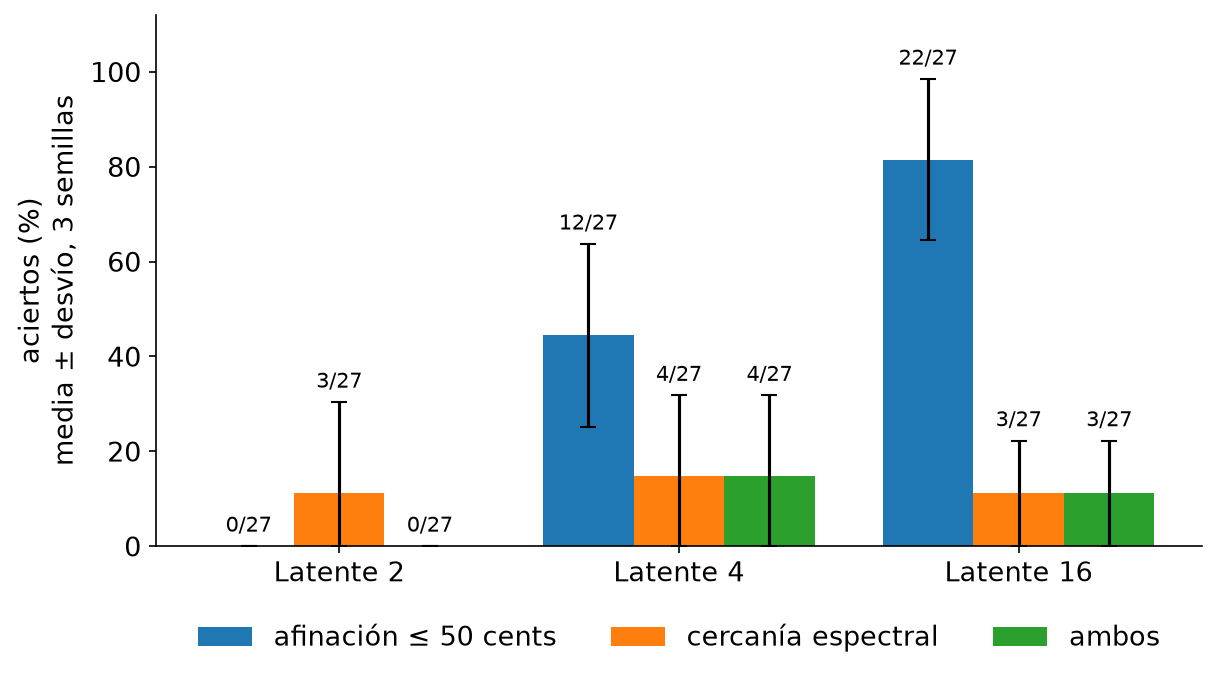 aciertos (%)
media ± desvío, 3 semillas
100
80
60
40
20
0
0/27
3/27
0/27
12/27
4/27
4/27
22/27
3/27
3/27
Latente 2
Latente 4
Latente 16
afinación ≤ 50 cents
cercanía espectral
ambos